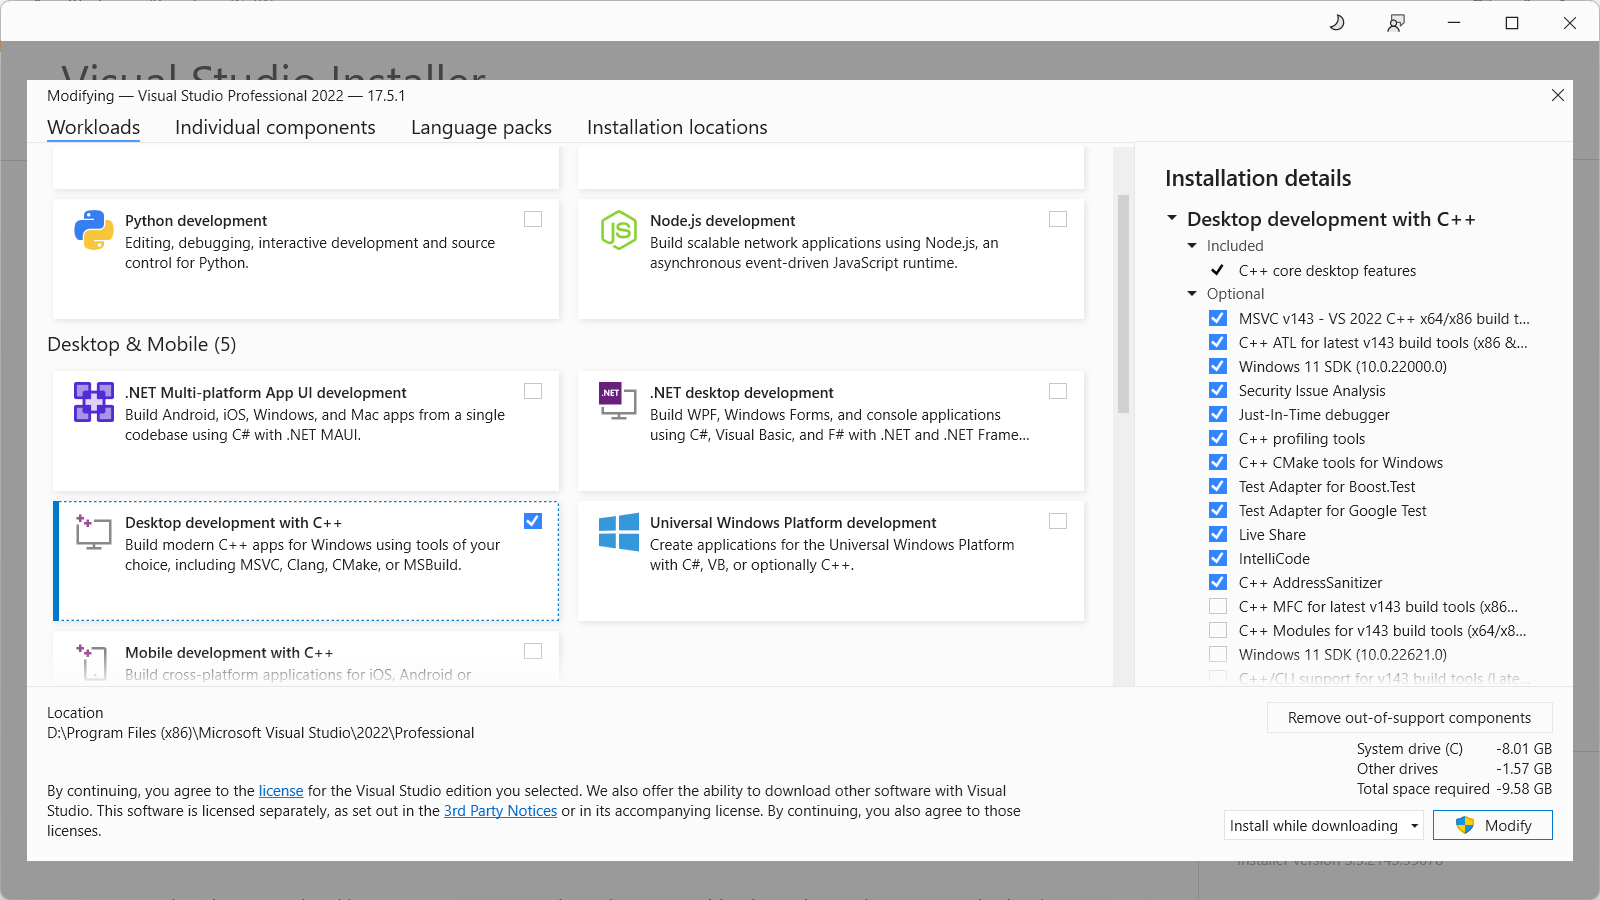 Visual Studio Installer
Modifying — Visual Studio Professional 2022 — 17.5.1
Workloads
Individual components
Language packs
Installation locations
Python development
Editing, debugging, interactive development and source
control for Python.
Node.js development
Build scalable network applications using Node.js, an
asynchronous event-driven JavaScript runtime.
Desktop & Mobile (5)
.NET Multi-platform App UI development
Build Android, iOS, Windows, and Mac apps from a single
codebase using C# with .NET MAUI.
.NET
.NET desktop development
Build WPF, Windows Forms, and console applications
using C#, Visual Basic, and F# with .NET and .NET Frame...
Desktop development with C++
Build modern C++ apps for Windows using tools of your
choice, including MSVC, Clang, CMake, or MSBuild.
Universal Windows Platform development
Create applications for the Universal Windows Platform
with C#, VB, or optionally C++.
Mobile development with C++
Build cross-platform applications for iOS, Android or
Installation details
Desktop development with C++
Included
C++ core desktop features
Optional
MSVC v143 - VS 2022 C++ x64/x86 build t...
C++ ATL for latest v143 build tools (x86 &...
Windows 11 SDK (10.0.22000.0)
Security Issue Analysis
Just-In-Time debugger
C++ profiling tools
C++ CMake tools for Windows
Test Adapter for Boost.Test
Test Adapter for Google Test
Live Share
IntelliCode
C++ AddressSanitizer
C++ MFC for latest v143 build tools (x86...
C++ Modules for v143 build tools (x64/x8...
Windows 11 SDK (10.0.22621.0)
C++/CLI support for v143 build tools (Late...
Location
D:\Program Files (x86)\Microsoft Visual Studio\2022\Professional
By continuing, you agree to the license for the Visual Studio edition you selected. We also offer the ability to download other software with Visual
Studio. This software is licensed separately, as set out in the 3rd Party Notices or in its accompanying license. By continuing, you also agree to those
licenses.
Remove out-of-support components
System drive (C) -8.01 GB
Other drives -1.57 GB
Total space required -9.58 GB
Install while downloading
Modify